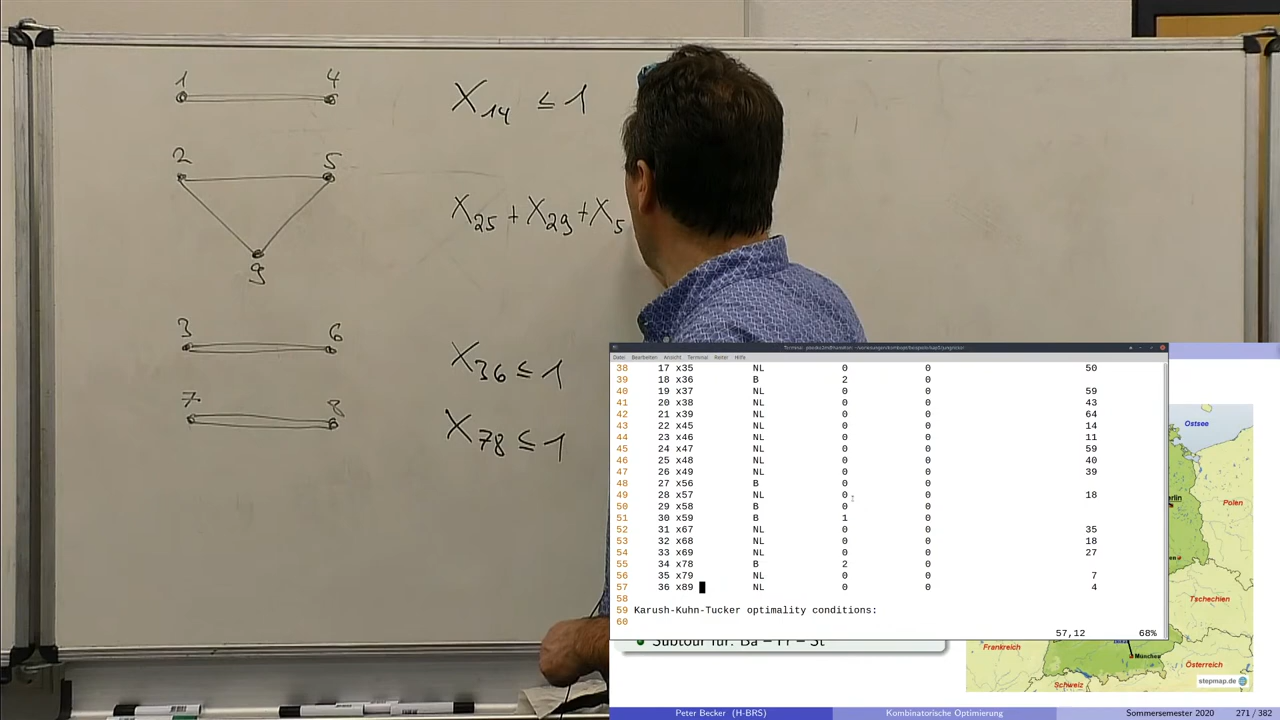 1 4
X14 ≤ 1
2 5
X25 + X29 + X5
9
3 6
X36 ≤ 1
7 8
X78 ≤ 1
Datei Bearbeiten Ansicht Terminal Reiter Hilfe
38 17 x35 NL 0 0 50
39 18 x36 B 2 0
40 19 x37 NL 0 0 59
41 20 x38 NL 0 0 43
42 21 x39 NL 0 0 64
43 22 x45 NL 0 0 14
44 23 x46 NL 0 0 11
45 24 x47 NL 0 0 59
46 25 x48 NL 0 0 40
47 26 x49 NL 0 0 39
48 27 x56 B 0 0
49 28 x57 NL 0 0 18
50 29 x58 B 0 0
51 30 x59 B 1 0
52 31 x67 NL 0 0 35
53 32 x68 NL 0 0 18
54 33 x69 NL 0 0 27
55 34 x78 B 2 0
56 35 x79 NL 0 0 7
57 36 x89 NL 0 0 4
58
59 Karush-Kuhn-Tucker optimality conditions:
60
57,12 68%
Ostsee
Polen
Tschechien
Frankreich
München
Österreich
Schweiz
stepmap.de
Peter Becker (H-BRS) Kombinatorische Optimierung Sommersemester 2020 271 / 382